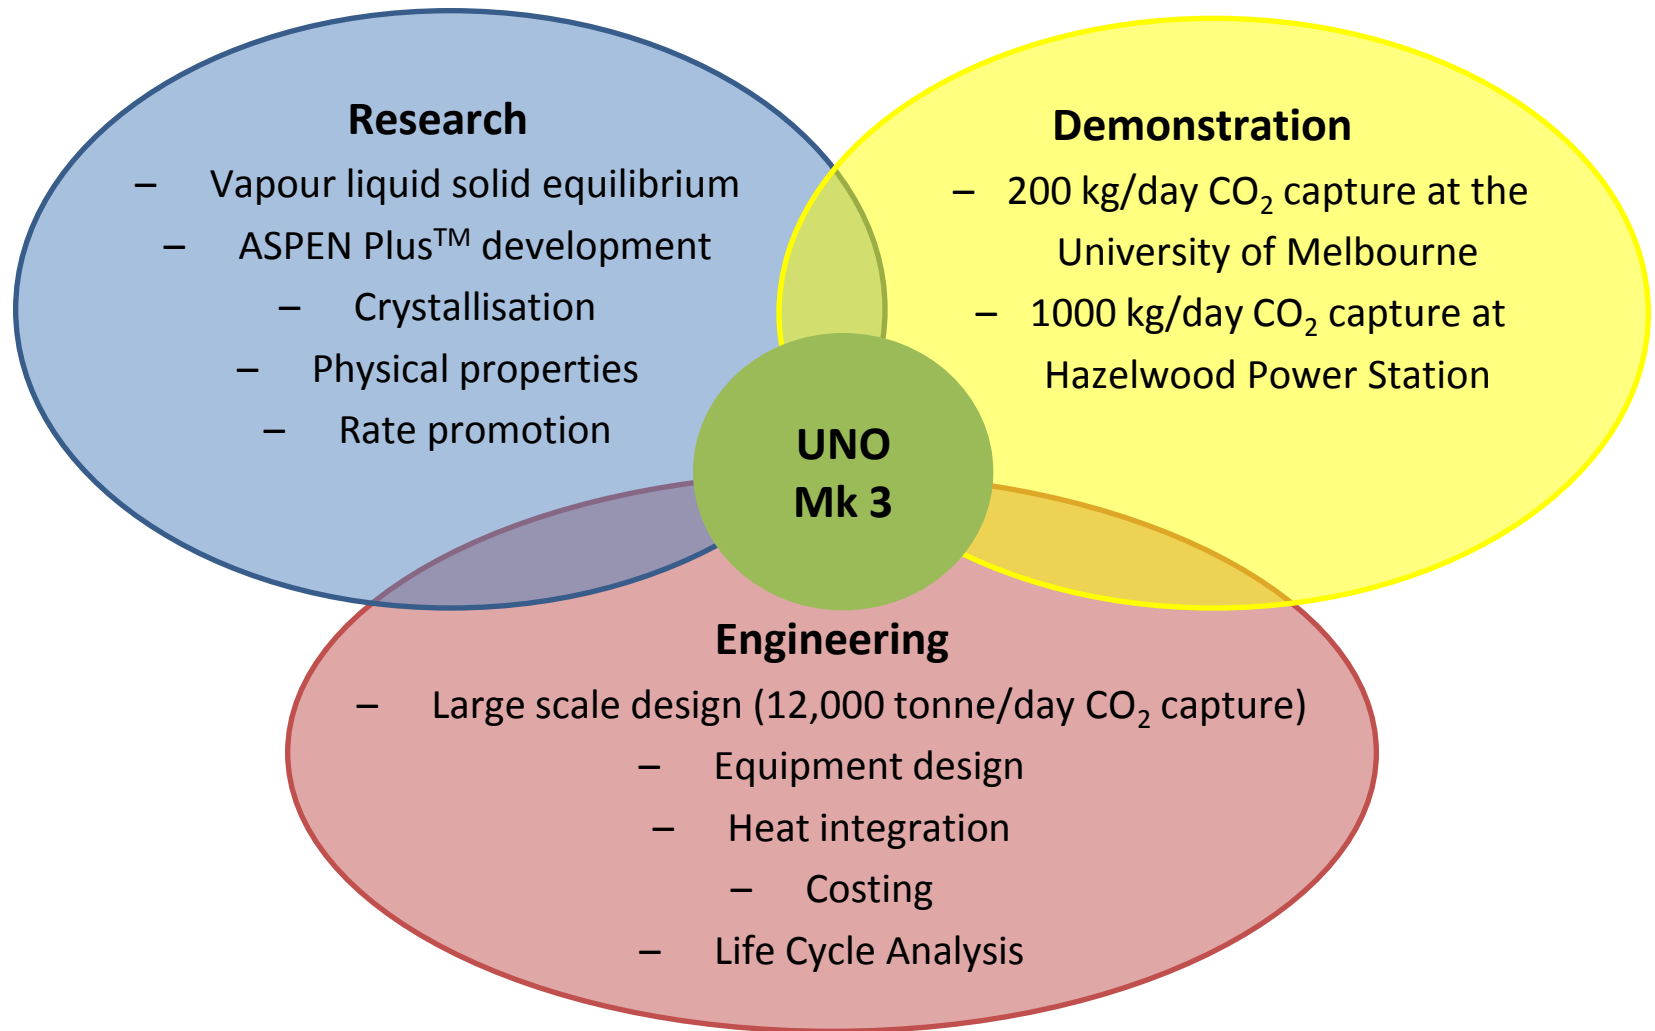 Research
– Vapour liquid solid equilibrium
– ASPEN Plus™ development
– Crystallisation
– Physical properties
– Rate promotion
Demonstration
– 200 kg/day CO₂ capture at the
University of Melbourne
– 1000 kg/day CO₂ capture at
Hazelwood Power Station
UNO
Mk 3
Engineering
– Large scale design (12,000 tonne/day CO₂ capture)
– Equipment design
– Heat integration
– Costing
– Life Cycle Analysis